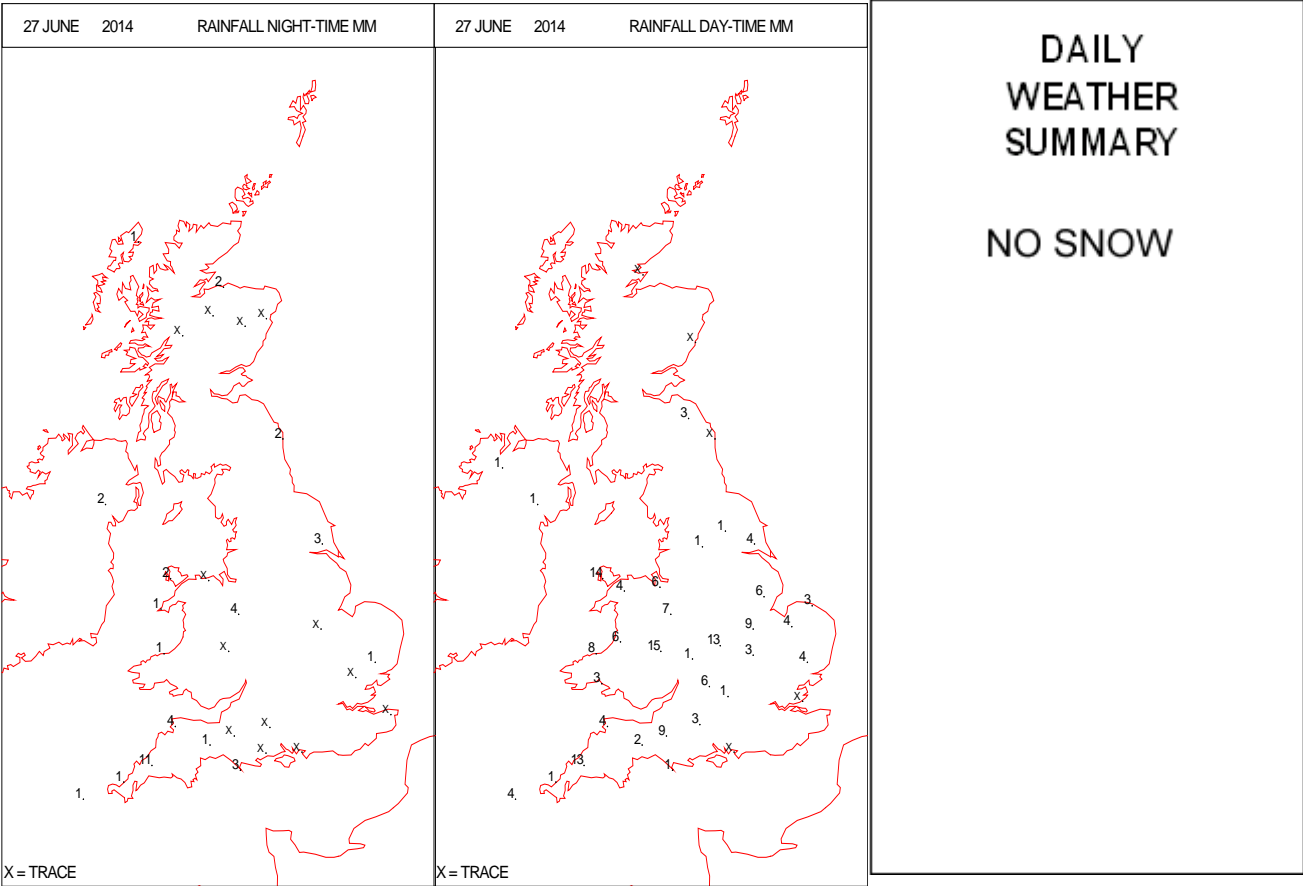 27 JUNE 2014 RAINFALL NIGHT-TIME MM
1
2
X
X
X
X
2
2
3
2
X
1
4
X
1
X
1
X
X
4
X
X
1
X
X
3
11
1
1
X = TRACE
27 JUNE 2014 RAINFALL DAY-TIME MM
X
X
3
X
1
1
1
1
4
14
4
6
6
3
7
9
4
6
8
15
13
1
3
4
3
6
1
X
4
3
9
2
X
13
1
1
4
X = TRACE
DAILY
WEATHER
SUMMARY
NO SNOW